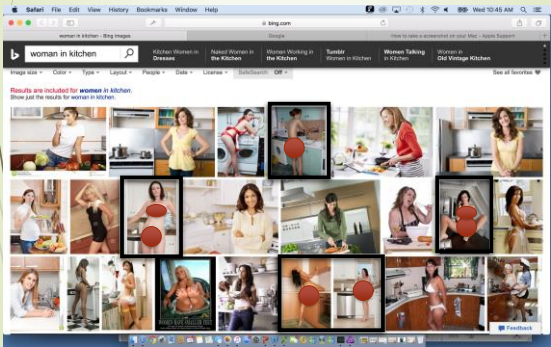 Safari File Edit View History Bookmarks Window Help
Wed 10:45 AM
bing.com
woman in kitchen - Bing images
Google
How to take a screenshot on your Mac - Apple Support
woman in kitchen
Kitchen Women in Dresses
Naked Women in the Kitchen
Women Working in the Kitchen
Tumblr Women in Kitchen
Women Talking in Kitchen
Women in Old Vintage Kitchen
Image size Color Type Layout People Date License SafeSearch: Off
See all favorites
Results are included for women in kitchen.
Show just the results for woman in kitchen.
Feedback